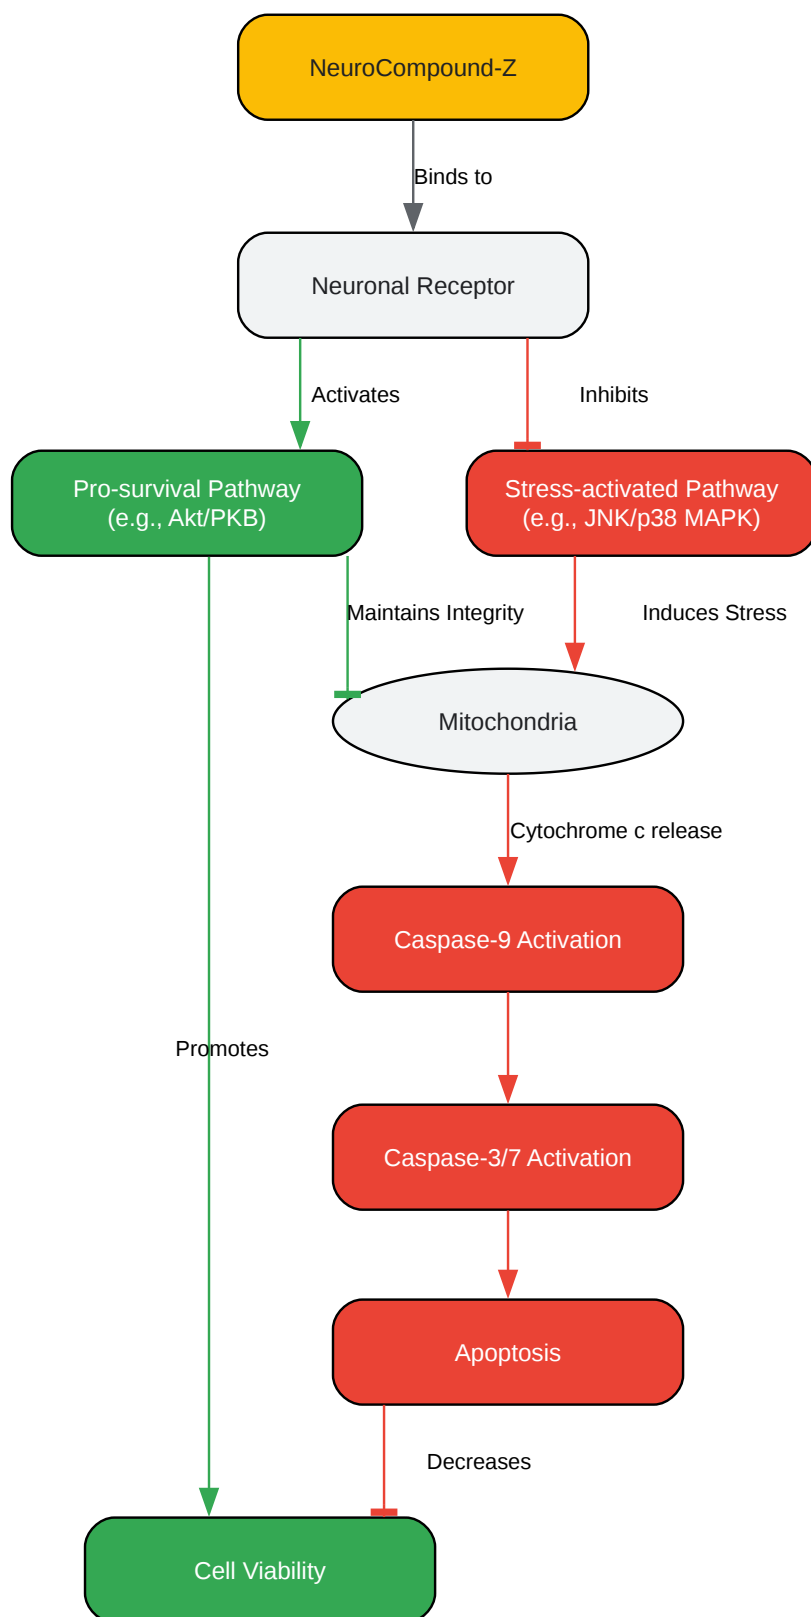 NeuroCompound-Z
Binds to
Neuronal Receptor
Activates
Inhibits
Pro-survival Pathway
(e.g., Akt/PKB)
Stress-activated Pathway
(e.g., JNK/p38 MAPK)
Maintains Integrity
Induces Stress
Mitochondria
Cytochrome c release
Caspase-9 Activation
Promotes
Caspase-3/7 Activation
Apoptosis
Decreases
Cell Viability